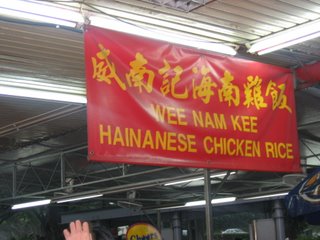 威南記海南雞飯
WEE NAM KEE
HAINANESE CHICKEN RICE